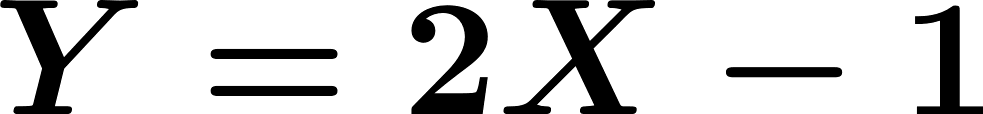 Y = 2X − 1